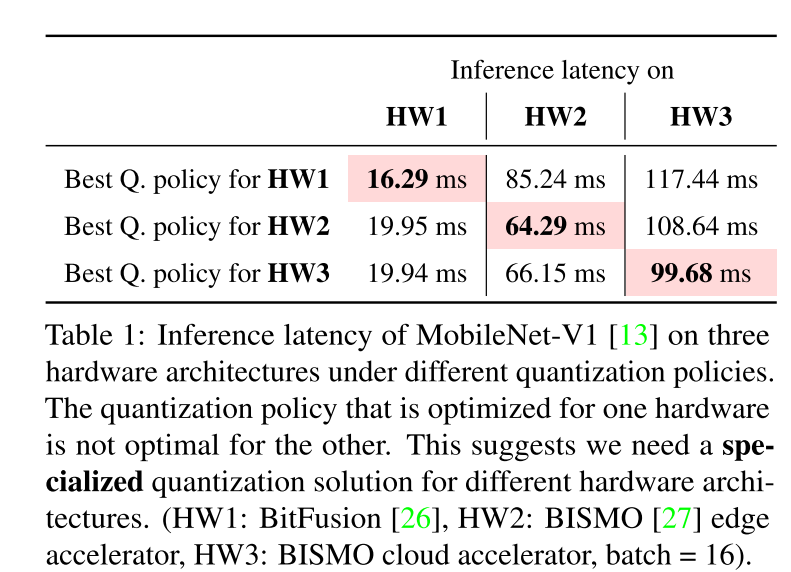 Inference latency on
HW1 HW2 HW3
Best Q. policy for HW1 16.29 ms 85.24 ms 117.44 ms
Best Q. policy for HW2 19.95 ms 64.29 ms 108.64 ms
Best Q. policy for HW3 19.94 ms 66.15 ms 99.68 ms
Table 1: Inference latency of MobileNet-V1 [13] on three
hardware architectures under different quantization policies.
The quantization policy that is optimized for one hardware
is not optimal for the other. This suggests we need a spe-
cialized quantization solution for different hardware archi-
tectures. (HW1: BitFusion [26], HW2: BISMO [27] edge
accelerator, HW3: BISMO cloud accelerator, batch = 16).